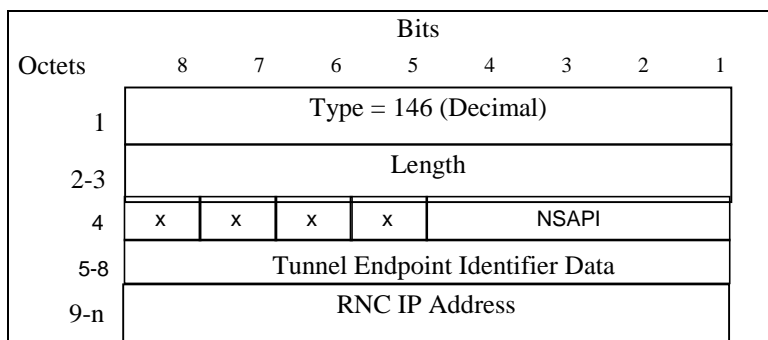 Bits
Octets 8 7 6 5 4 3 2 1
1 Type = 146 (Decimal)
2-3 Length
4 x x x x NSAPI
5-8 Tunnel Endpoint Identifier Data
9-n RNC IP Address